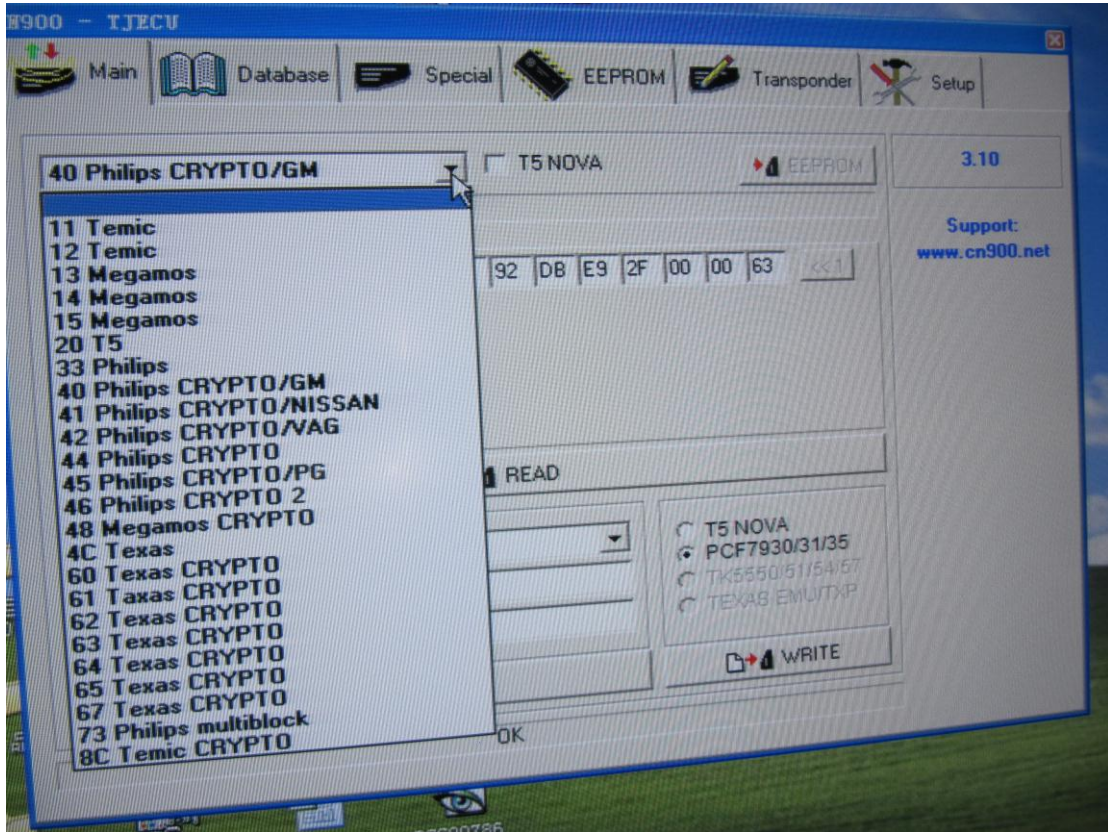 N900 - TJECU
Main Database Special EEPROM Transponder Setup
40 Philips CRYPTO/GM T5 NOVA EEPROM 3.10
Support:
www.cn900.net
92 DB E9 2F 00 00 63 << 1
11 Temic
12 Temic
13 Megamos
14 Megamos
15 Megamos
20 T5
33 Philips
40 Philips CRYPTO/GM
41 Philips CRYPTO/NISSAN
42 Philips CRYPTO/VAG
44 Philips CRYPTO
45 Philips CRYPTO/PG
46 Philips CRYPTO 2
48 Megamos CRYPTO
4C Texas
60 Texas CRYPTO
61 Taxas CRYPTO
62 Texas CRYPTO
63 Texas CRYPTO
64 Texas CRYPTO
65 Texas CRYPTO
67 Texas CRYPTO
73 Philips multiblock
8C Temic CRYPTO
READ
T5 NOVA
PCF7930/31/35
TK5550/51/54/57
TEXAS EMU/TXP
WRITE
OK